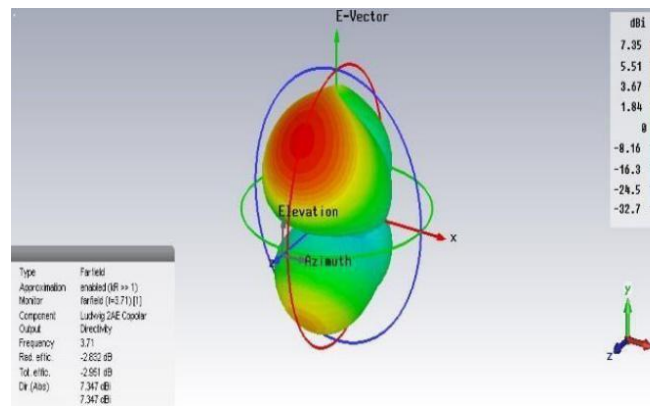 E-Vector
dBi
7.35
5.51
3.67
1.84
0
-8.16
-16.3
-24.5
-32.7
Elevation
x
Azimuth
y
z
Type Farfield
Approximation enabled (kR >> 1)
Monitor farfield (f=3.71) [1]
Component Ludwig 2AE Copolar
Output Directivity
Frequency 3.71
Rad. effic. -2.832 dB
Tot. effic. -2.951 dB
Dir.(Abs) 7.347 dBi
7.347 dBi